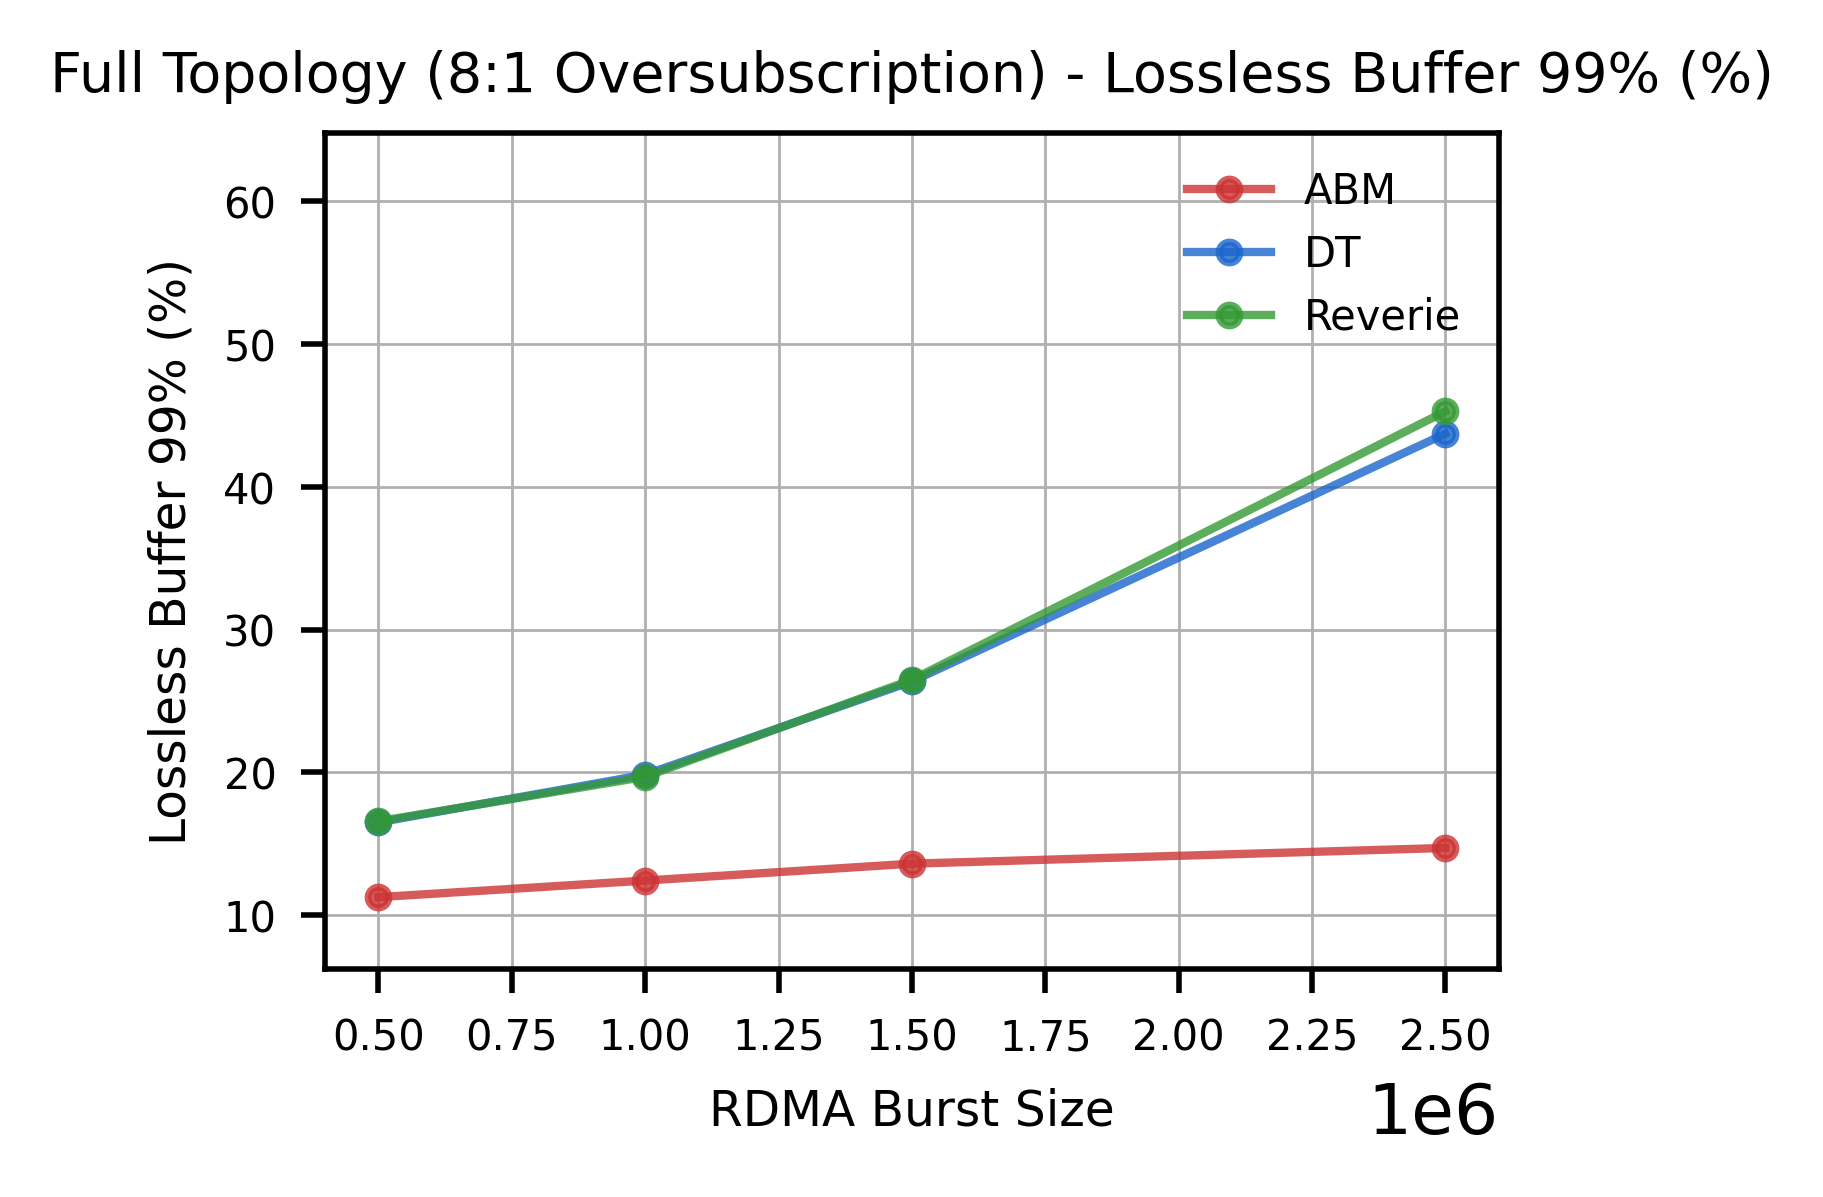 Full Topology (8:1 Oversubscription) - Lossless Buffer 99% (%)
ABM
DT
Reverie
Lossless Buffer 99% (%)
60
50
40
30
20
10
0.50 0.75 1.00 1.25 1.50 1.75 2.00 2.25 2.50
RDMA Burst Size
1e6